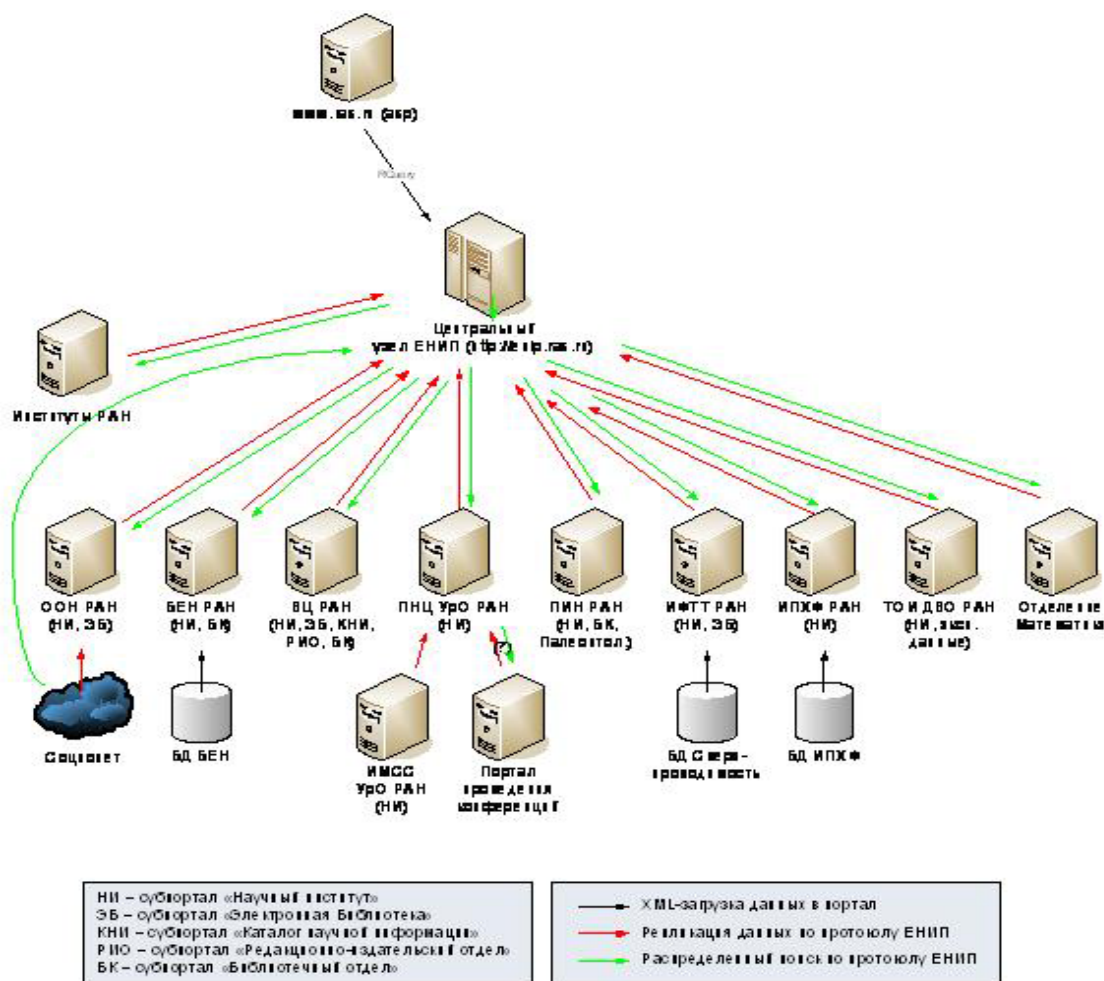 www.ras.ru (asp)
RQuery
Центральный
узел ЕНИП (http://enip.ras.ru)
Институты РАН
ООН РАН
(НИ, ЭБ)
БЕН РАН
(НИ, БК)
ВЦ РАН
(НИ, ЭБ, КНИ,
РИО, БК)
ПНЦ УрО РАН
(НИ)
ПИН РАН
(НИ, БК,
Палеонтол.)
ИФТТ РАН
(НИ, ЭБ)
ИПХФ РАН
(НИ)
ТОИ ДВО РАН
(НИ, эксп.
данные)
Отделение
Математики
(?)
Соционет
БД БЕН
ИМСС
УрО РАН
(НИ)
Портал
проведения
конференций
БД Сверх-
проводимость
БД ИПХФ
НИ – субпортал «Научный институт»
ЭБ – субпортал «Электронная Библиотека»
КНИ – субпортал «Каталог научной информации»
РИО – субпортал «Редакционно-издательский отдел»
БК – субпортал «Библиотечный отдел»
XML-загрузка данных в портал
Репликация данных по протоколу ЕНИП
Распределенный поиск по протоколу ЕНИП